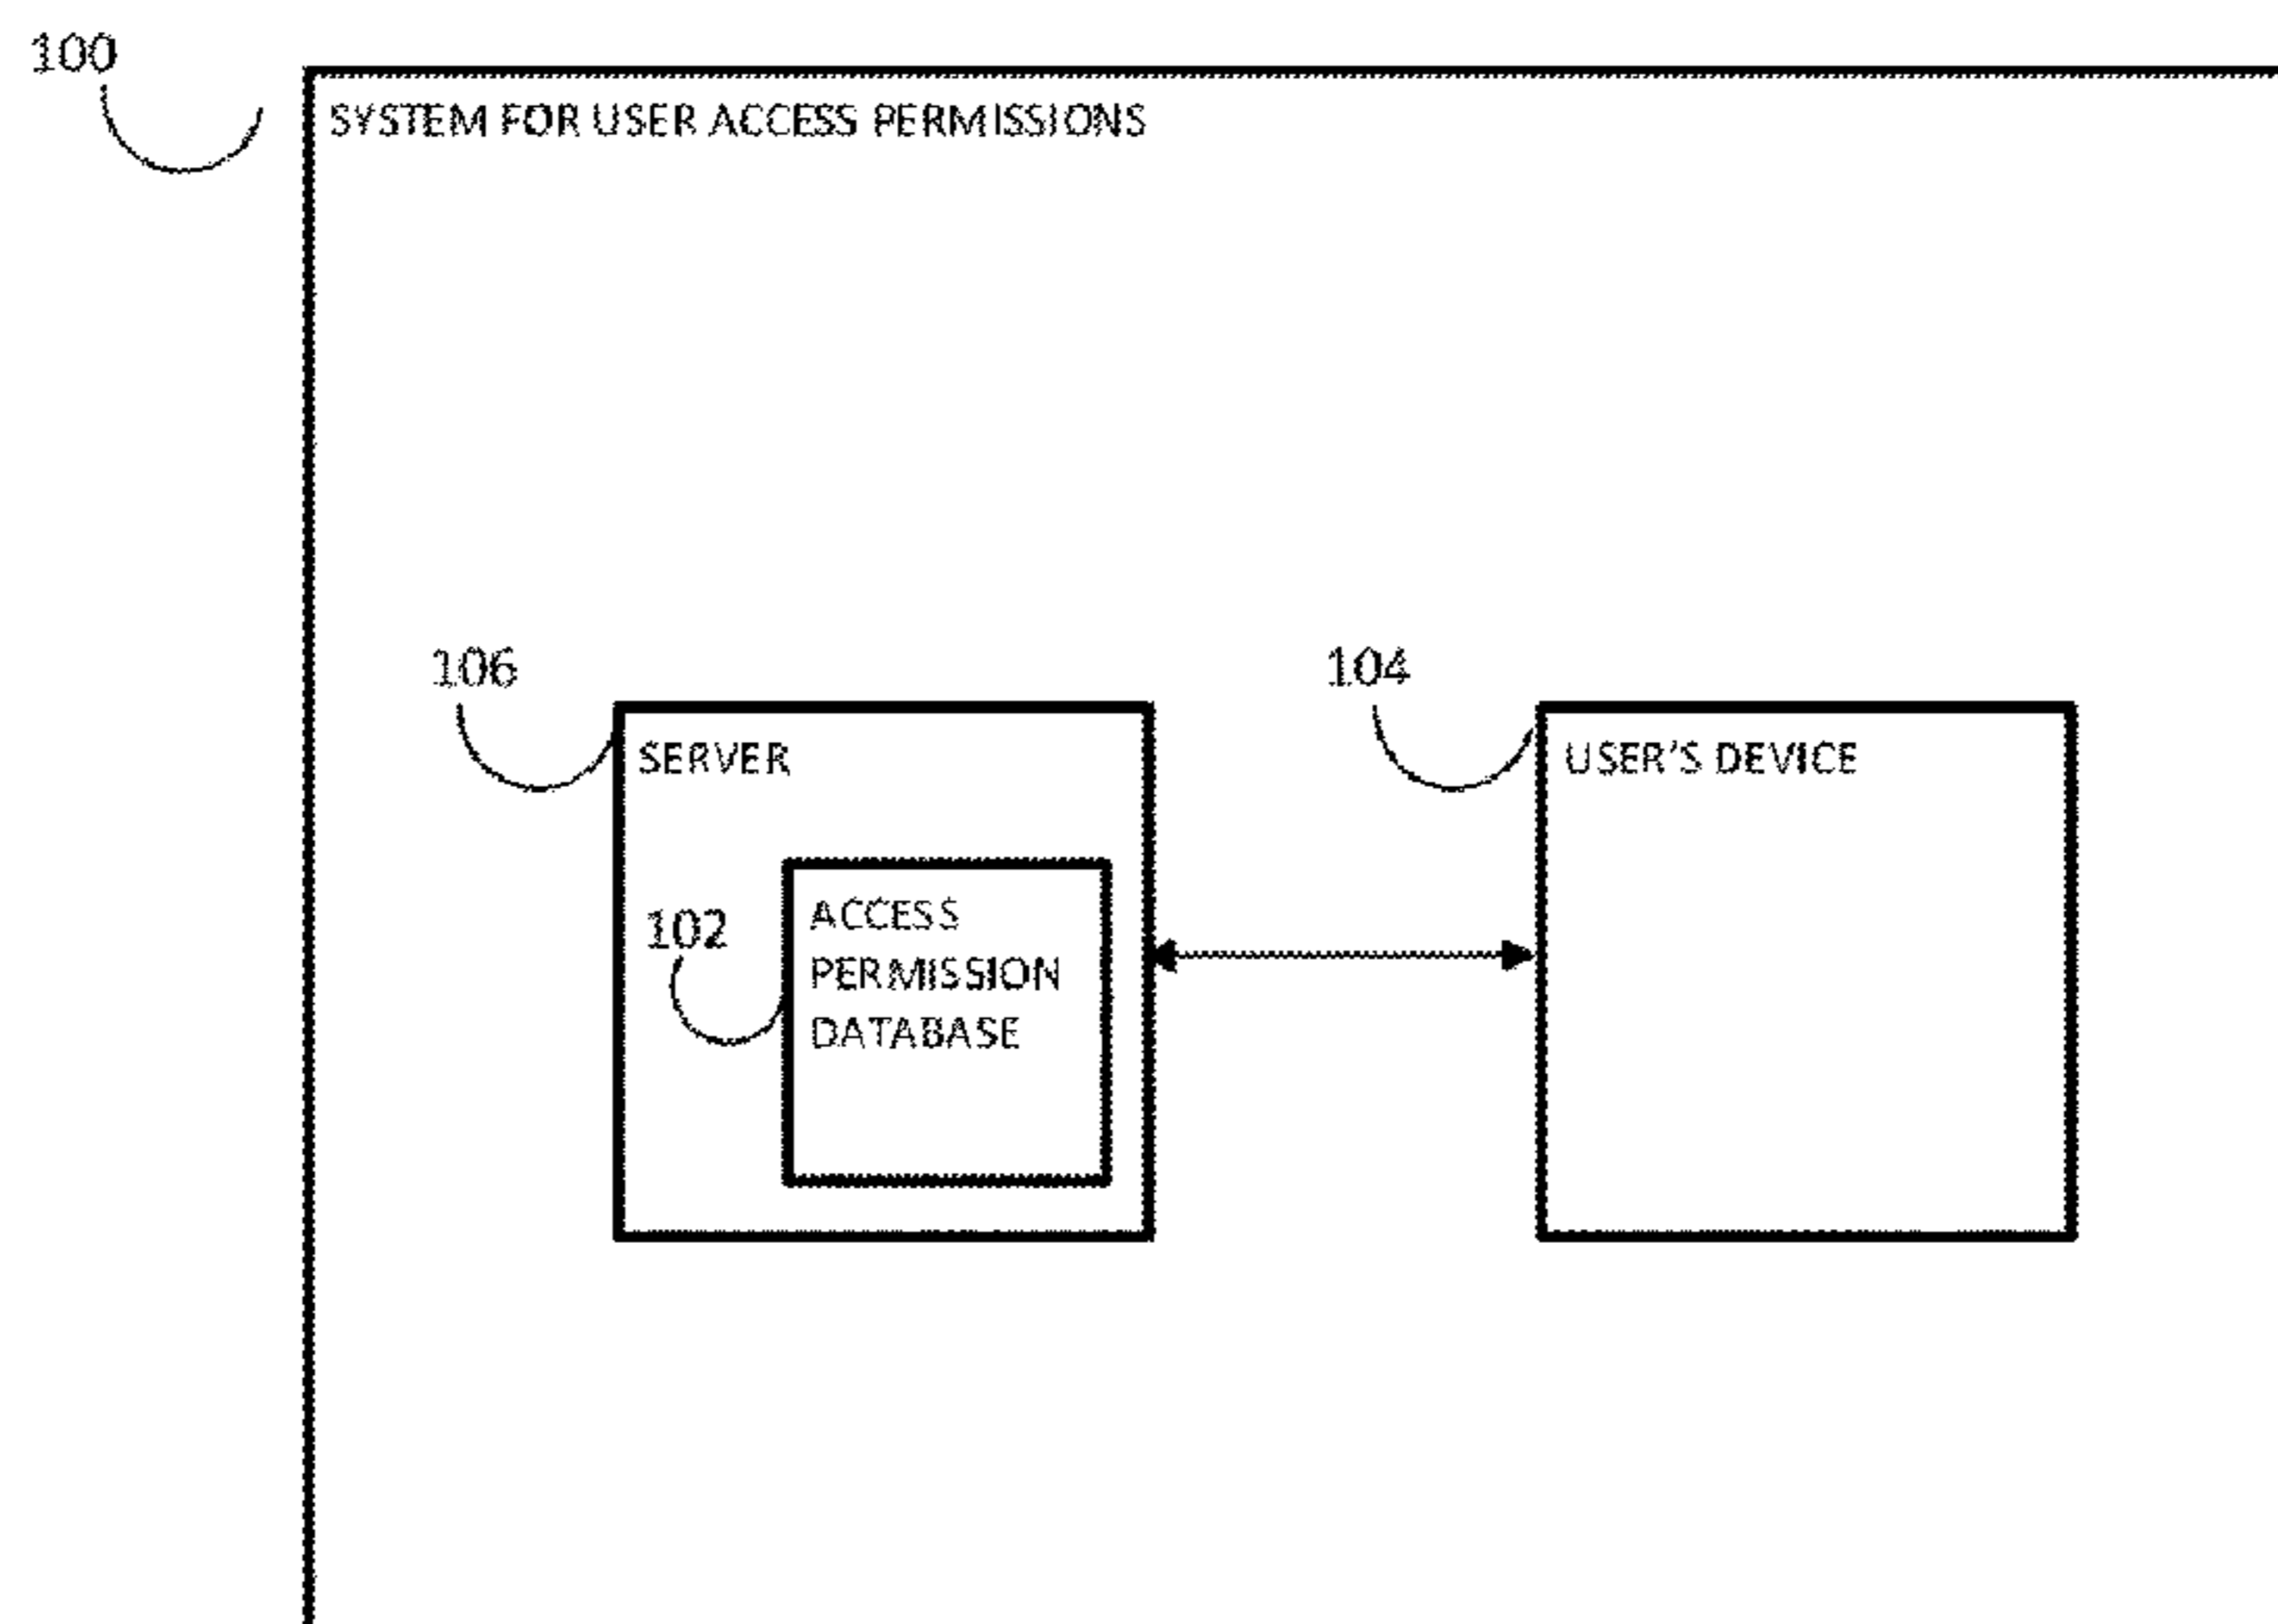 100
SYSTEM FOR USER ACCESS PERMISSIONS
106
104
SERVER
USER'S DEVICE
102
ACCESS
PERMISSION
DATABASE